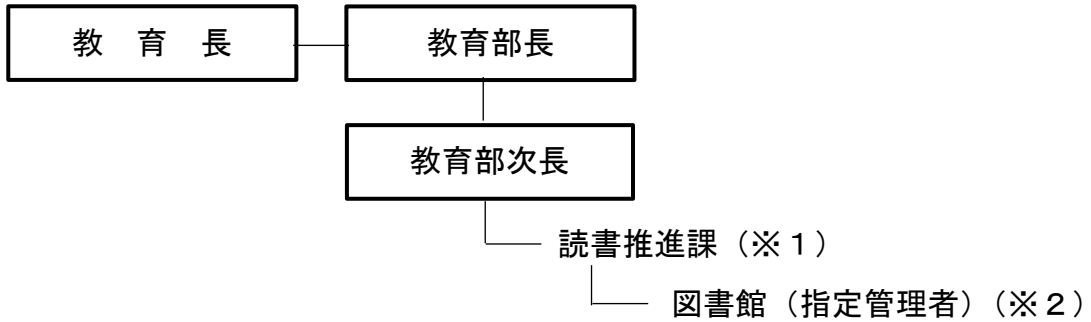 教　育　長
教育部長
教育部次長
読書推進課（※１）
図書館（指定管理者）（※２）